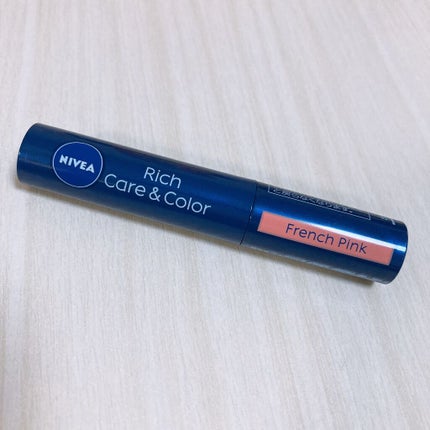 NIVEA
Rich
Care & Color
French Pink